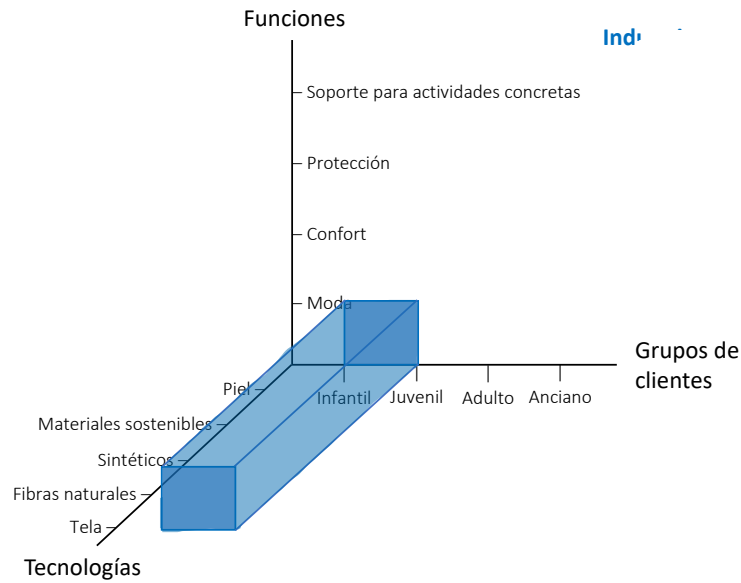 Funciones
Soporte para actividades concretas
Protección
Confort
Moda
Grupos de
clientes
Piel
Infantil
Juvenil
Adulto
Anciano
Materiales sostenibles
Sintéticos
Fibras naturales
Tela
Tecnologías